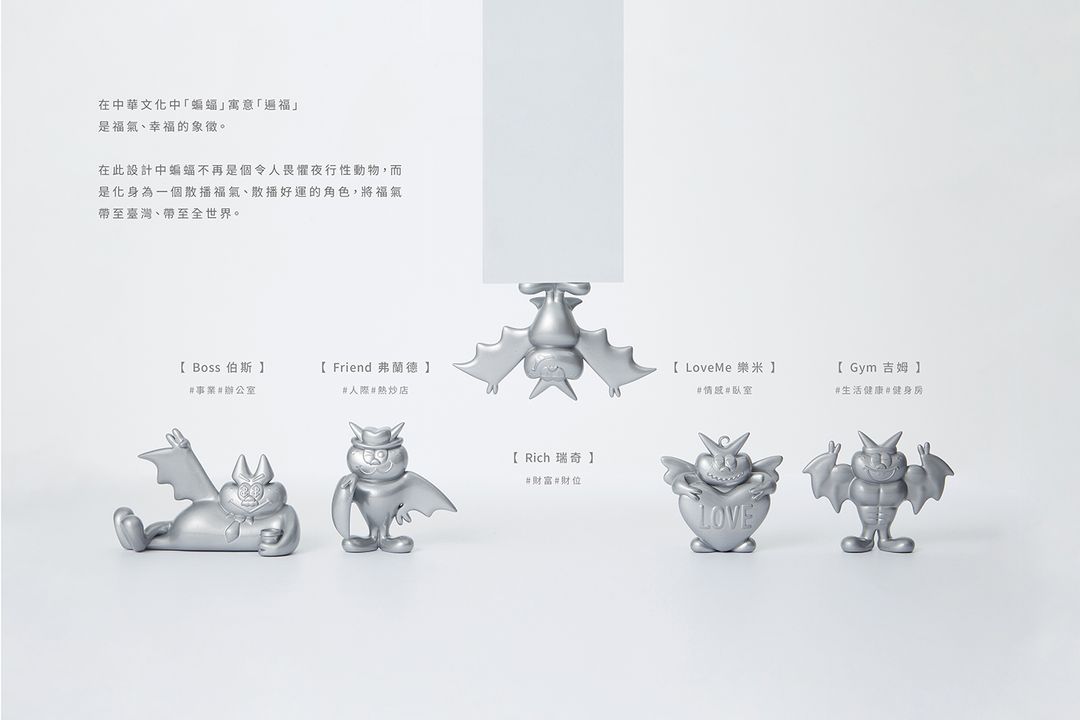 在中華文化中「蝙蝠」寓意「遍福」
是福氣、幸福的象徵。
在此設計中蝙蝠不再是個令人畏懼夜行性動物，而
是化身為一個散播福氣、散播好運的角色，將福氣
帶至臺灣、帶至全世界。
【 Boss 伯斯 】
#事業#辦公室
【 Friend 弗蘭德 】
#人際#熱炒店
【 Rich 瑞奇 】
#財富#財位
【 LoveMe 樂米 】
#情感#臥室
【 Gym 吉姆 】
#生活健康#健身房
LOVE